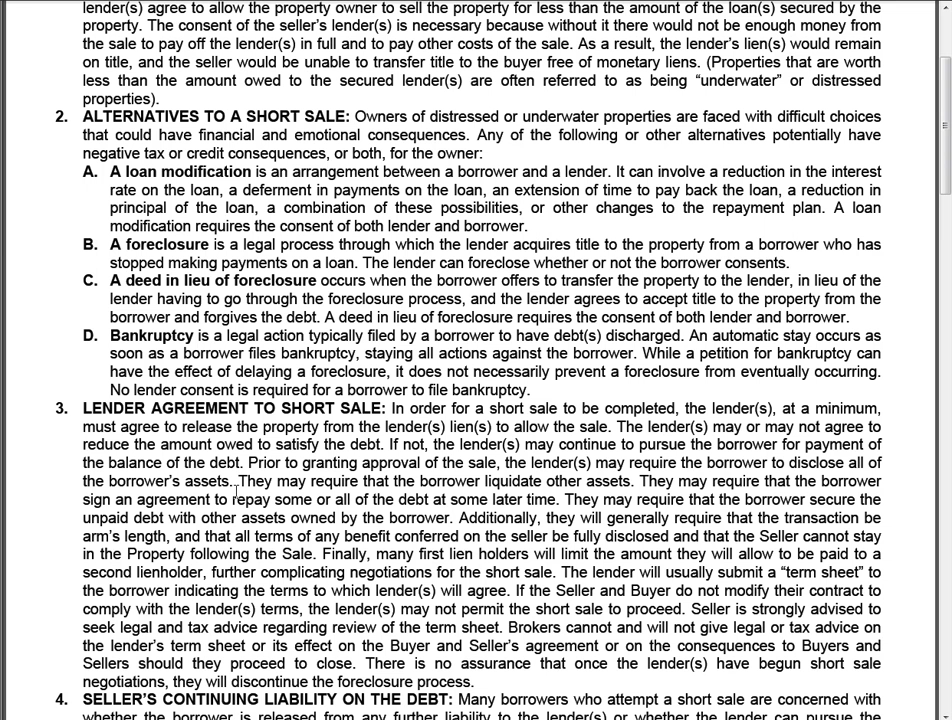 lender(s) agree to allow the property owner to sell the property for less than the amount of the loan(s) secured by the
property. The consent of the seller's lender(s) is necessary because without it there would not be enough money from
the sale to pay off the lender(s) in full and to pay other costs of the sale. As a result, the lender's lien(s) would remain
on title, and the seller would be unable to transfer title to the buyer free of monetary liens. (Properties that are worth
less than the amount owed to the secured lender(s) are often referred to as being “underwater” or distressed
properties).
2. ALTERNATIVES TO A SHORT SALE: Owners of distressed or underwater properties are faced with difficult choices
that could have financial and emotional consequences. Any of the following or other alternatives potentially have
negative tax or credit consequences, or both, for the owner:
A. A loan modification is an arrangement between a borrower and a lender. It can involve a reduction in the interest
rate on the loan, a deferment in payments on the loan, an extension of time to pay back the loan, a reduction in
principal of the loan, a combination of these possibilities, or other changes to the repayment plan. A loan
modification requires the consent of both lender and borrower.
B. A foreclosure is a legal process through which the lender acquires title to the property from a borrower who has
stopped making payments on a loan. The lender can foreclose whether or not the borrower consents.
C. A deed in lieu of foreclosure occurs when the borrower offers to transfer the property to the lender, in lieu of the
lender having to go through the foreclosure process, and the lender agrees to accept title to the property from the
borrower and forgives the debt. A deed in lieu of foreclosure requires the consent of both lender and borrower.
D. Bankruptcy is a legal action typically filed by a borrower to have debt(s) discharged. An automatic stay occurs as
soon as a borrower files bankruptcy, staying all actions against the borrower. While a petition for bankruptcy can
have the effect of delaying a foreclosure, it does not necessarily prevent a foreclosure from eventually occurring.
No lender consent is required for a borrower to file bankruptcy.
3. LENDER AGREEMENT TO SHORT SALE: In order for a short sale to be completed, the lender(s), at a minimum,
must agree to release the property from the lender(s) lien(s) to allow the sale. The lender(s) may or may not agree to
reduce the amount owed to satisfy the debt. If not, the lender(s) may continue to pursue the borrower for payment of
the balance of the debt. Prior to granting approval of the sale, the lender(s) may require the borrower to disclose all of
the borrower's assets. They may require that the borrower liquidate other assets. They may require that the borrower
sign an agreement to repay some or all of the debt at some later time. They may require that the borrower secure the
unpaid debt with other assets owned by the borrower. Additionally, they will generally require that the transaction be
arm's length, and that all terms of any benefit conferred on the seller be fully disclosed and that the Seller cannot stay
in the Property following the Sale. Finally, many first lien holders will limit the amount they will allow to be paid to a
second lienholder, further complicating negotiations for the short sale. The lender will usually submit a “term sheet” to
the borrower indicating the terms to which lender(s) will agree. If the Seller and Buyer do not modify their contract to
comply with the lender(s) terms, the lender(s) may not permit the short sale to proceed. Seller is strongly advised to
seek legal and tax advice regarding review of the term sheet. Brokers cannot and will not give legal or tax advice on
the lender's term sheet or its effect on the Buyer and Seller's agreement or on the consequences to Buyers and
Sellers should they proceed to close. There is no assurance that once the lender(s) have begun short sale
negotiations, they will discontinue the foreclosure process.
4. SELLER'S CONTINUING LIABILITY ON THE DEBT: Many borrowers who attempt a short sale are concerned with
whether the borrower is released from any further liability to the lender(s) or whether the lender can pursue the